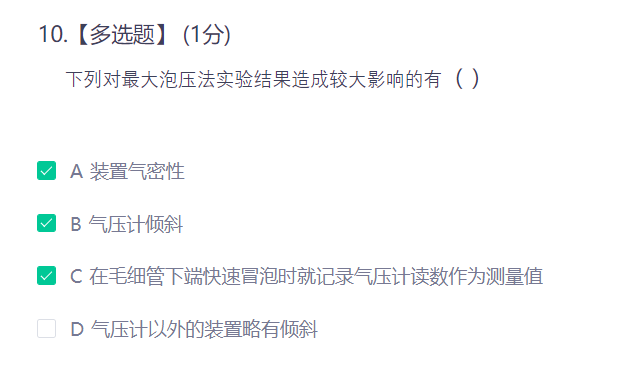 10.【多选题】 (1分)
下列对最大泡压法实验结果造成较大影响的有（ ）
A 装置气密性
B 气压计倾斜
C 在毛细管下端快速冒泡时就记录气压计读数作为测量值
D 气压计以外的装置略有倾斜